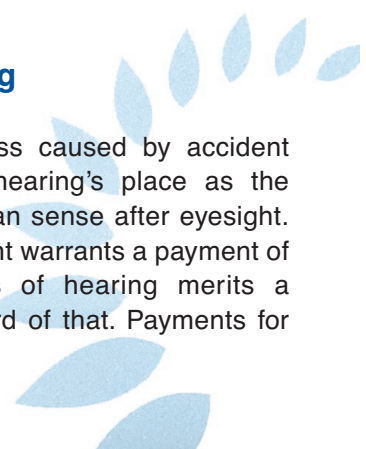 g
ss caused by accident
hearing's place as the
an sense after eyesight.
nt warrants a payment of
s of hearing merits a
rd of that. Payments for